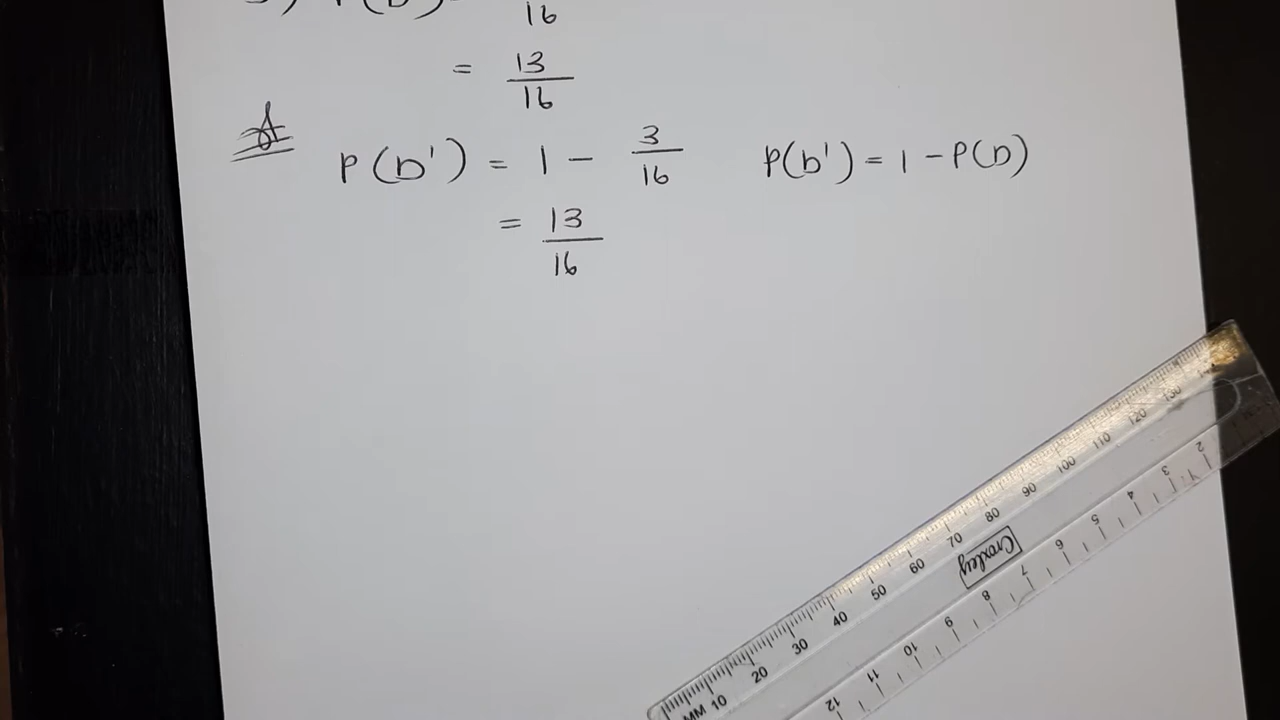 16
= 13/16
P(D') = 1 - 3/16 P(D') = 1 - P(D)
= 13/16
MM 10 20 30 40 50 60 70 80 90 100 110 120 130
Croxley
2 3 4 5 6 7 8 9 10 11 12